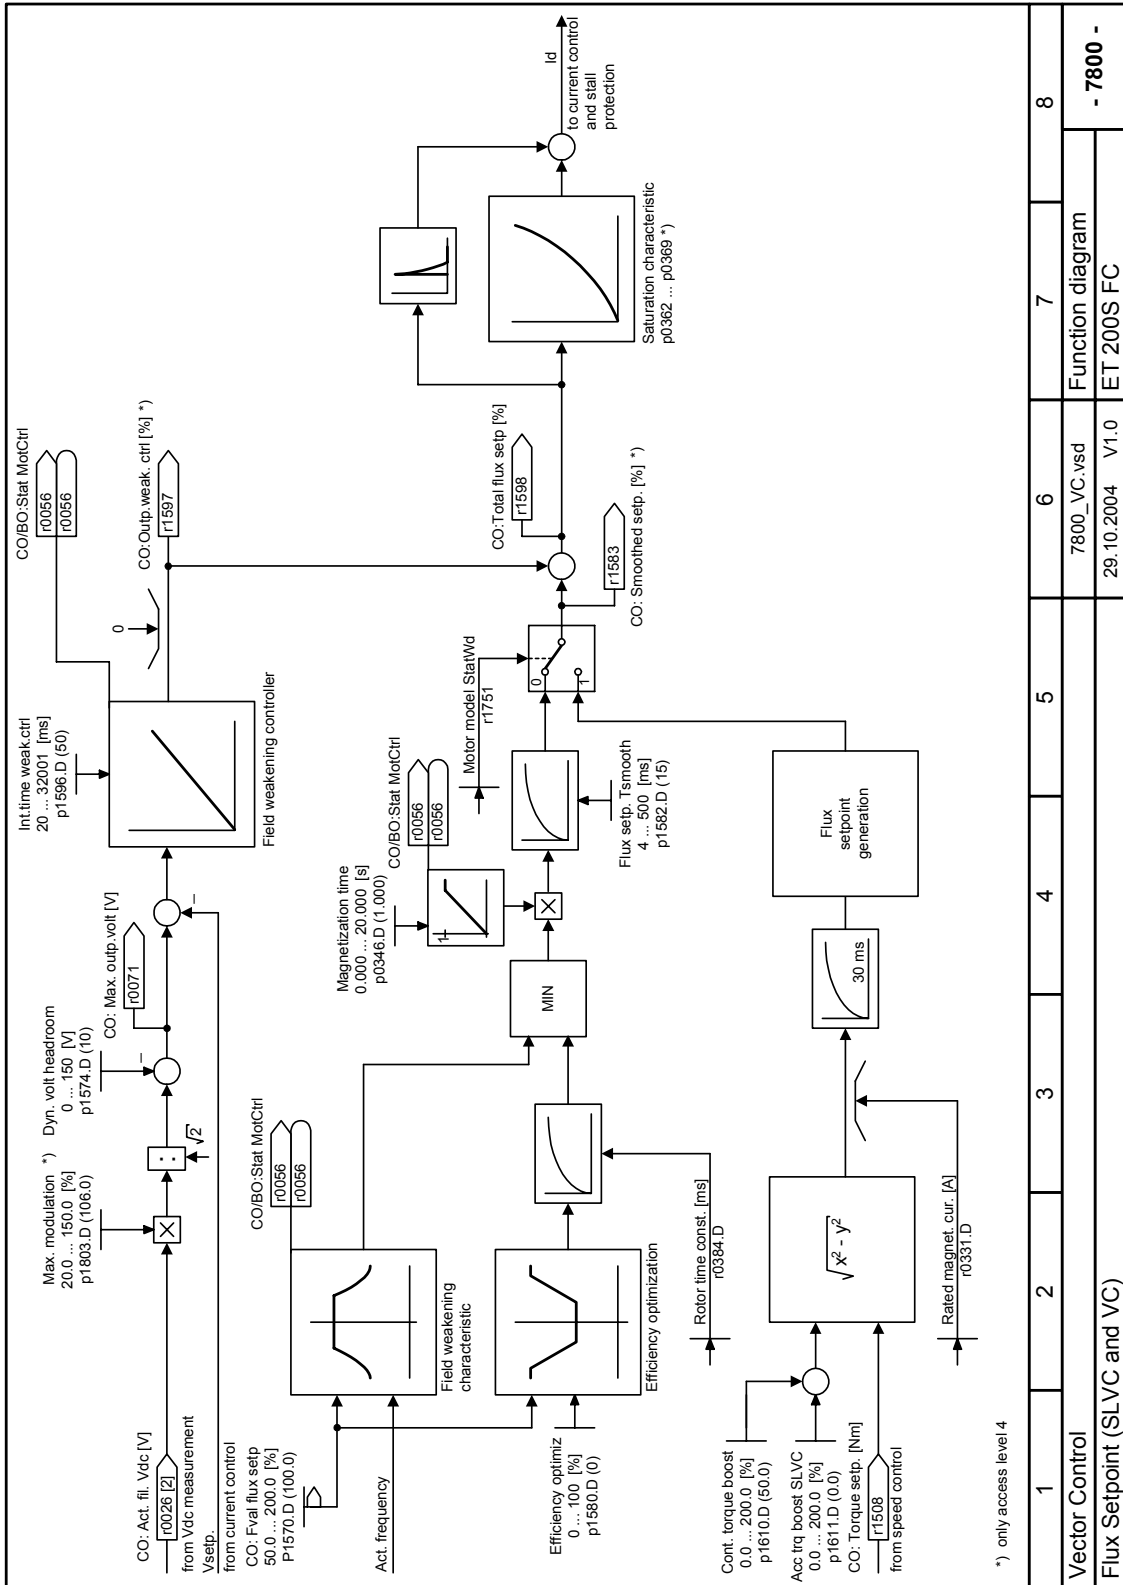 CO: Act. fil. Vdc [V]
r0026 [2]
from Vdc measurement
Vsetp.
from current control
Max. modulation *)
20.0 ... 150.0 [%]
p1803.D (106.0)
√2
Dyn. volt headroom
0 ... 150 [V]
p1574.D (10)
–
CO: Max. outp.volt [V]
r0071
–
Int.time weak.ctrl
20 ... 32001 [ms]
p1596.D (50)
Field weakening controller
0
CO/BO:Stat MotCtrl
r0056
r0056
CO:Outp.weak. ctrl [%] *)
r1597
CO: Fval flux setp
50.0 ... 200.0 [%]
P1570.D (100.0)
Act. frequency
Field weakening
characteristic
CO/BO:Stat MotCtrl
r0056
r0056
Efficiency optimiz
0 ... 100 [%]
p1580.D (0)
Efficiency optimization
Rotor time const. [ms]
r0384.D
MIN
Magnetization time
0.000 ... 20.000 [s]
p0346.D (1.000)
1
CO/BO:Stat MotCtrl
r0056
r0056
Flux setp. Tsmooth
4 ... 500 [ms]
p1582.D (15)
Motor model StatWd
r1751
0
1
CO: Smoothed setp. [%] *)
r1583
CO:Total flux setp [%]
r1598
Saturation characteristic
p0362 ... p0369 *)
Id
to current control
and stall
protection
Cont. torque boost
0.0 ... 200.0 [%]
p1610.D (50.0)
Acc trq boost SLVC
0.0 ... 200.0 [%]
p1611.D (0.0)
CO: Torque setp. [Nm]
r1508
from speed control
√x² - y²
Rated magnet. cur. [A]
r0331.D
30 ms
Flux
setpoint
generation
*) only access level 4
1 2 3 4 5 6 7 8
Vector Control
7800_VC.vsd
Function diagram
- 7800 -
Flux Setpoint (SLVC and VC)
29.10.2004 V1.0
ET 200S FC